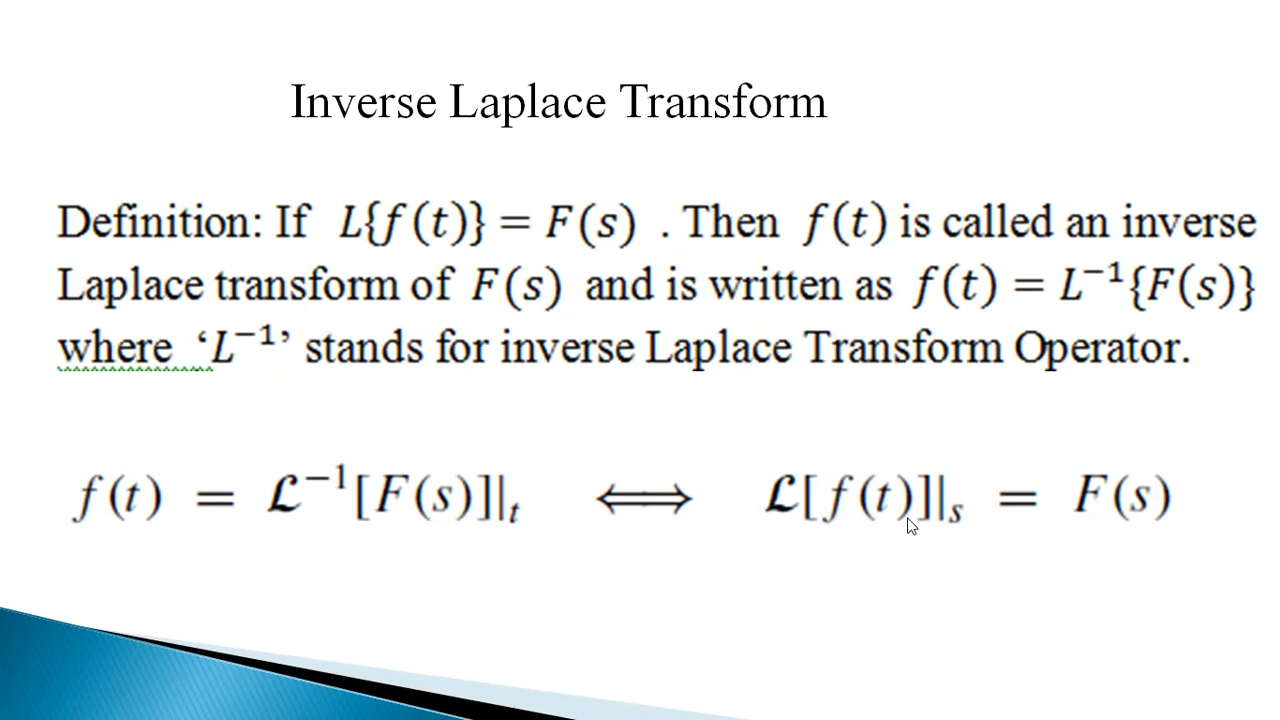 Inverse Laplace Transform
Definition: If L{f(t)} = F(s) . Then f(t) is called an inverse
Laplace transform of F(s) and is written as f(t) = L⁻¹{F(s)}
where ‘L⁻¹’ stands for inverse Laplace Transform Operator.
f(t) = ℒ⁻¹[F(s)]|ₜ ⟺ ℒ[f(t)]|ₛ = F(s)